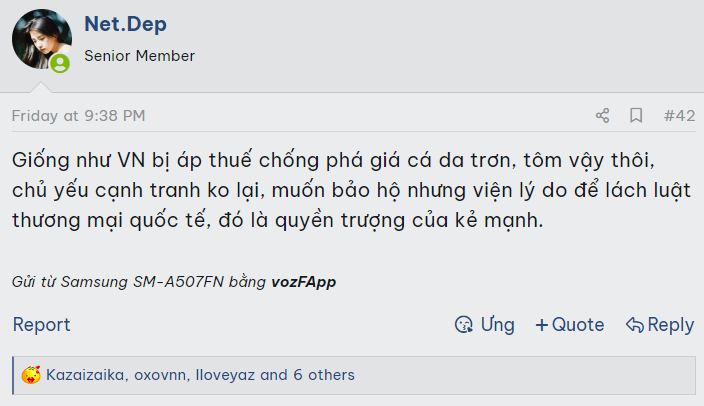 Net.Dep
Senior Member
Friday at 9:38 PM
#42
Giống như VN bị áp thuế chống phá giá cá da trơn, tôm vậy thôi,
chủ yếu cạnh tranh ko lại, muốn bảo hộ nhưng viện lý do để lách luật
thương mại quốc tế, đó là quyền trượng của kẻ mạnh.
Gửi từ Samsung SM-A507FN bằng vozFApp
Report
Ưng
+Quote
Reply
Kazaizaika, oxovnn, Iloveyaz and 6 others